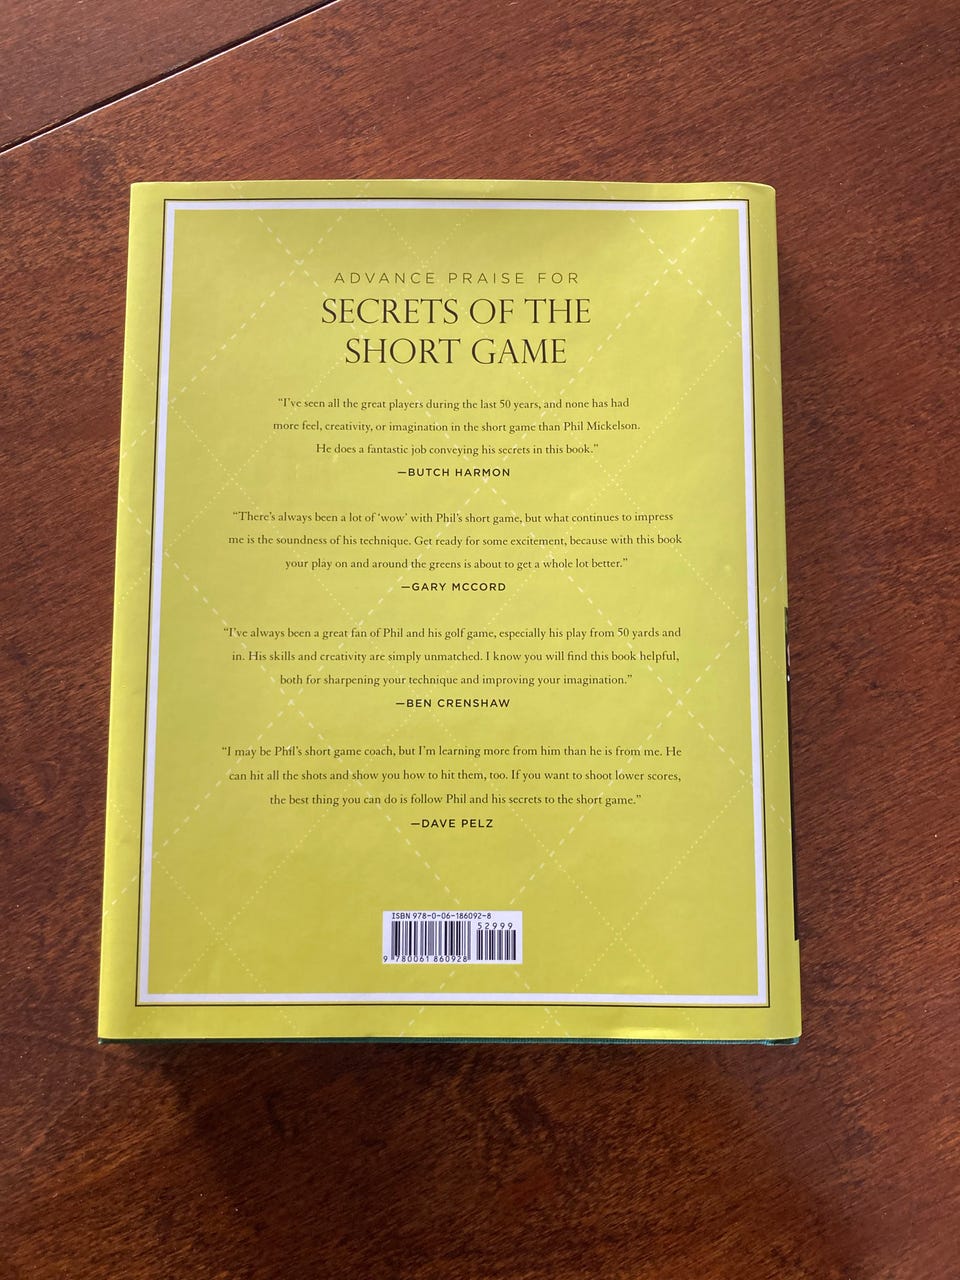 ADVANCE PRAISE FOR
SECRETS OF THE
SHORT GAME
“I’ve seen all the great players during the last 50 years, and none has had
more feel, creativity, or imagination in the short game than Phil Mickelson.
He does a fantastic job conveying his secrets in this book.”
—BUTCH HARMON
“There’s always been a lot of ‘wow’ with Phil’s short game, but what continues to impress
me is the soundness of his technique. Get ready for some excitement, because with this book
your play on and around the greens is about to get a whole lot better.”
—GARY MCCORD
“I’ve always been a great fan of Phil and his golf game, especially his play from 50 yards and
in. His skills and creativity are simply unmatched. I know you will find this book helpful,
both for sharpening your technique and improving your imagination.”
—BEN CRENSHAW
“I may be Phil’s short game coach, but I’m learning more from him than he is from me. He
can hit all the shots and show you how to hit them, too. If you want to shoot lower scores,
the best thing you can do is follow Phil and his secrets to the short game.”
—DAVE PELZ
ISBN 978-0-06-186092-8
52999
9 780061 860928